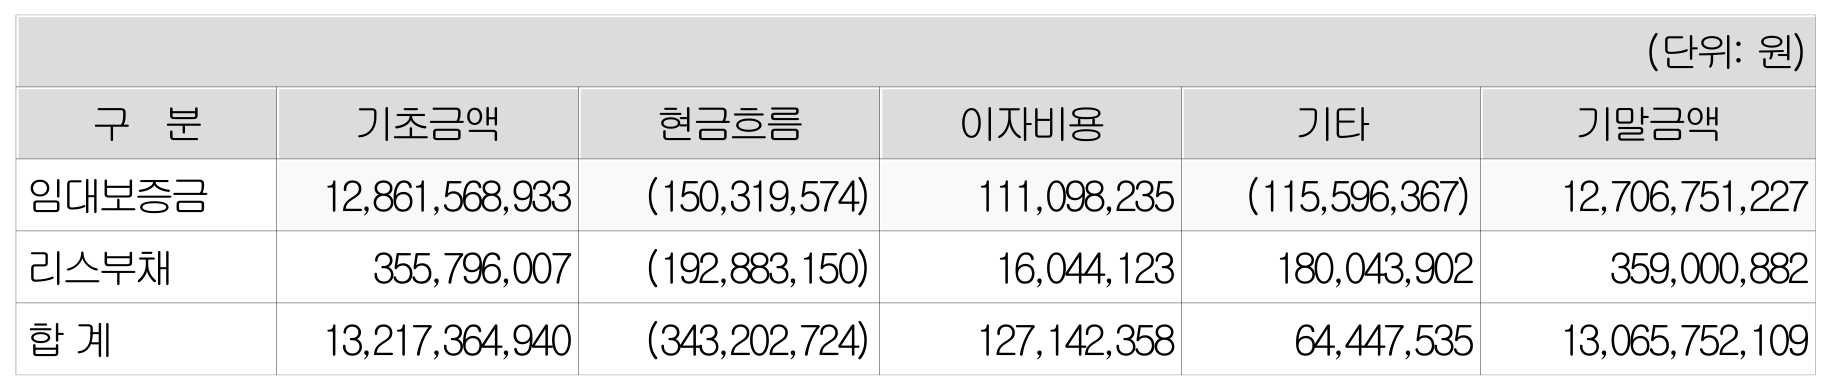 (단위: 원)
구 분 기초금액 현금흐름 이자비용 기타 기말금액
임대보증금 12,861,568,933 (150,319,574) 111,098,235 (115,596,367) 12,706,751,227
리스부채 355,796,007 (192,883,150) 16,044,123 180,043,902 359,000,882
합 계 13,217,364,940 (343,202,724) 127,142,358 64,447,535 13,065,752,109